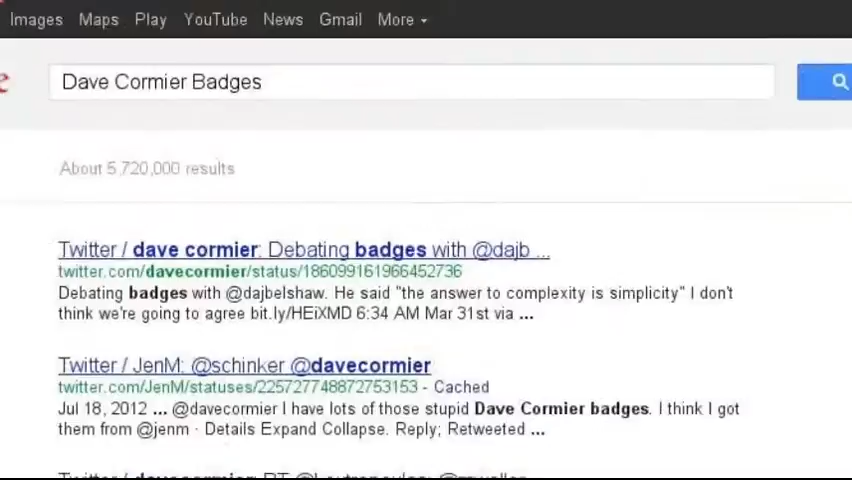 Images Maps Play YouTube News Gmail More
Dave Cormier Badges
About 5,720,000 results
Twitter / dave cormier: Debating badges with @dajb ...
twitter.com/davecormier/status/186099161966452736
Debating badges with @dajbelshaw. He said "the answer to complexity is simplicity" I don't
think we're going to agree bit.ly/HEiXMD 6:34 AM Mar 31st via ...
Twitter / JenM: @schinker @davecormier
twitter.com/JenM/statuses/225727748872753153 - Cached
Jul 18, 2012 ... @davecormier I have lots of those stupid Dave Cormier badges. I think I got
them from @jenm · Details Expand Collapse. Reply; Retweeted ...
Twitter / davecormier: RT